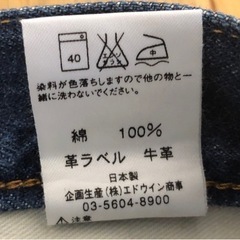 40
染料が色落ちしますので他の物と一
緒に洗わないでください。
綿 100%
革ラベル 牛革
日本製
企画生産(株)エドウイン商事
03-5604-8900
⚠注意